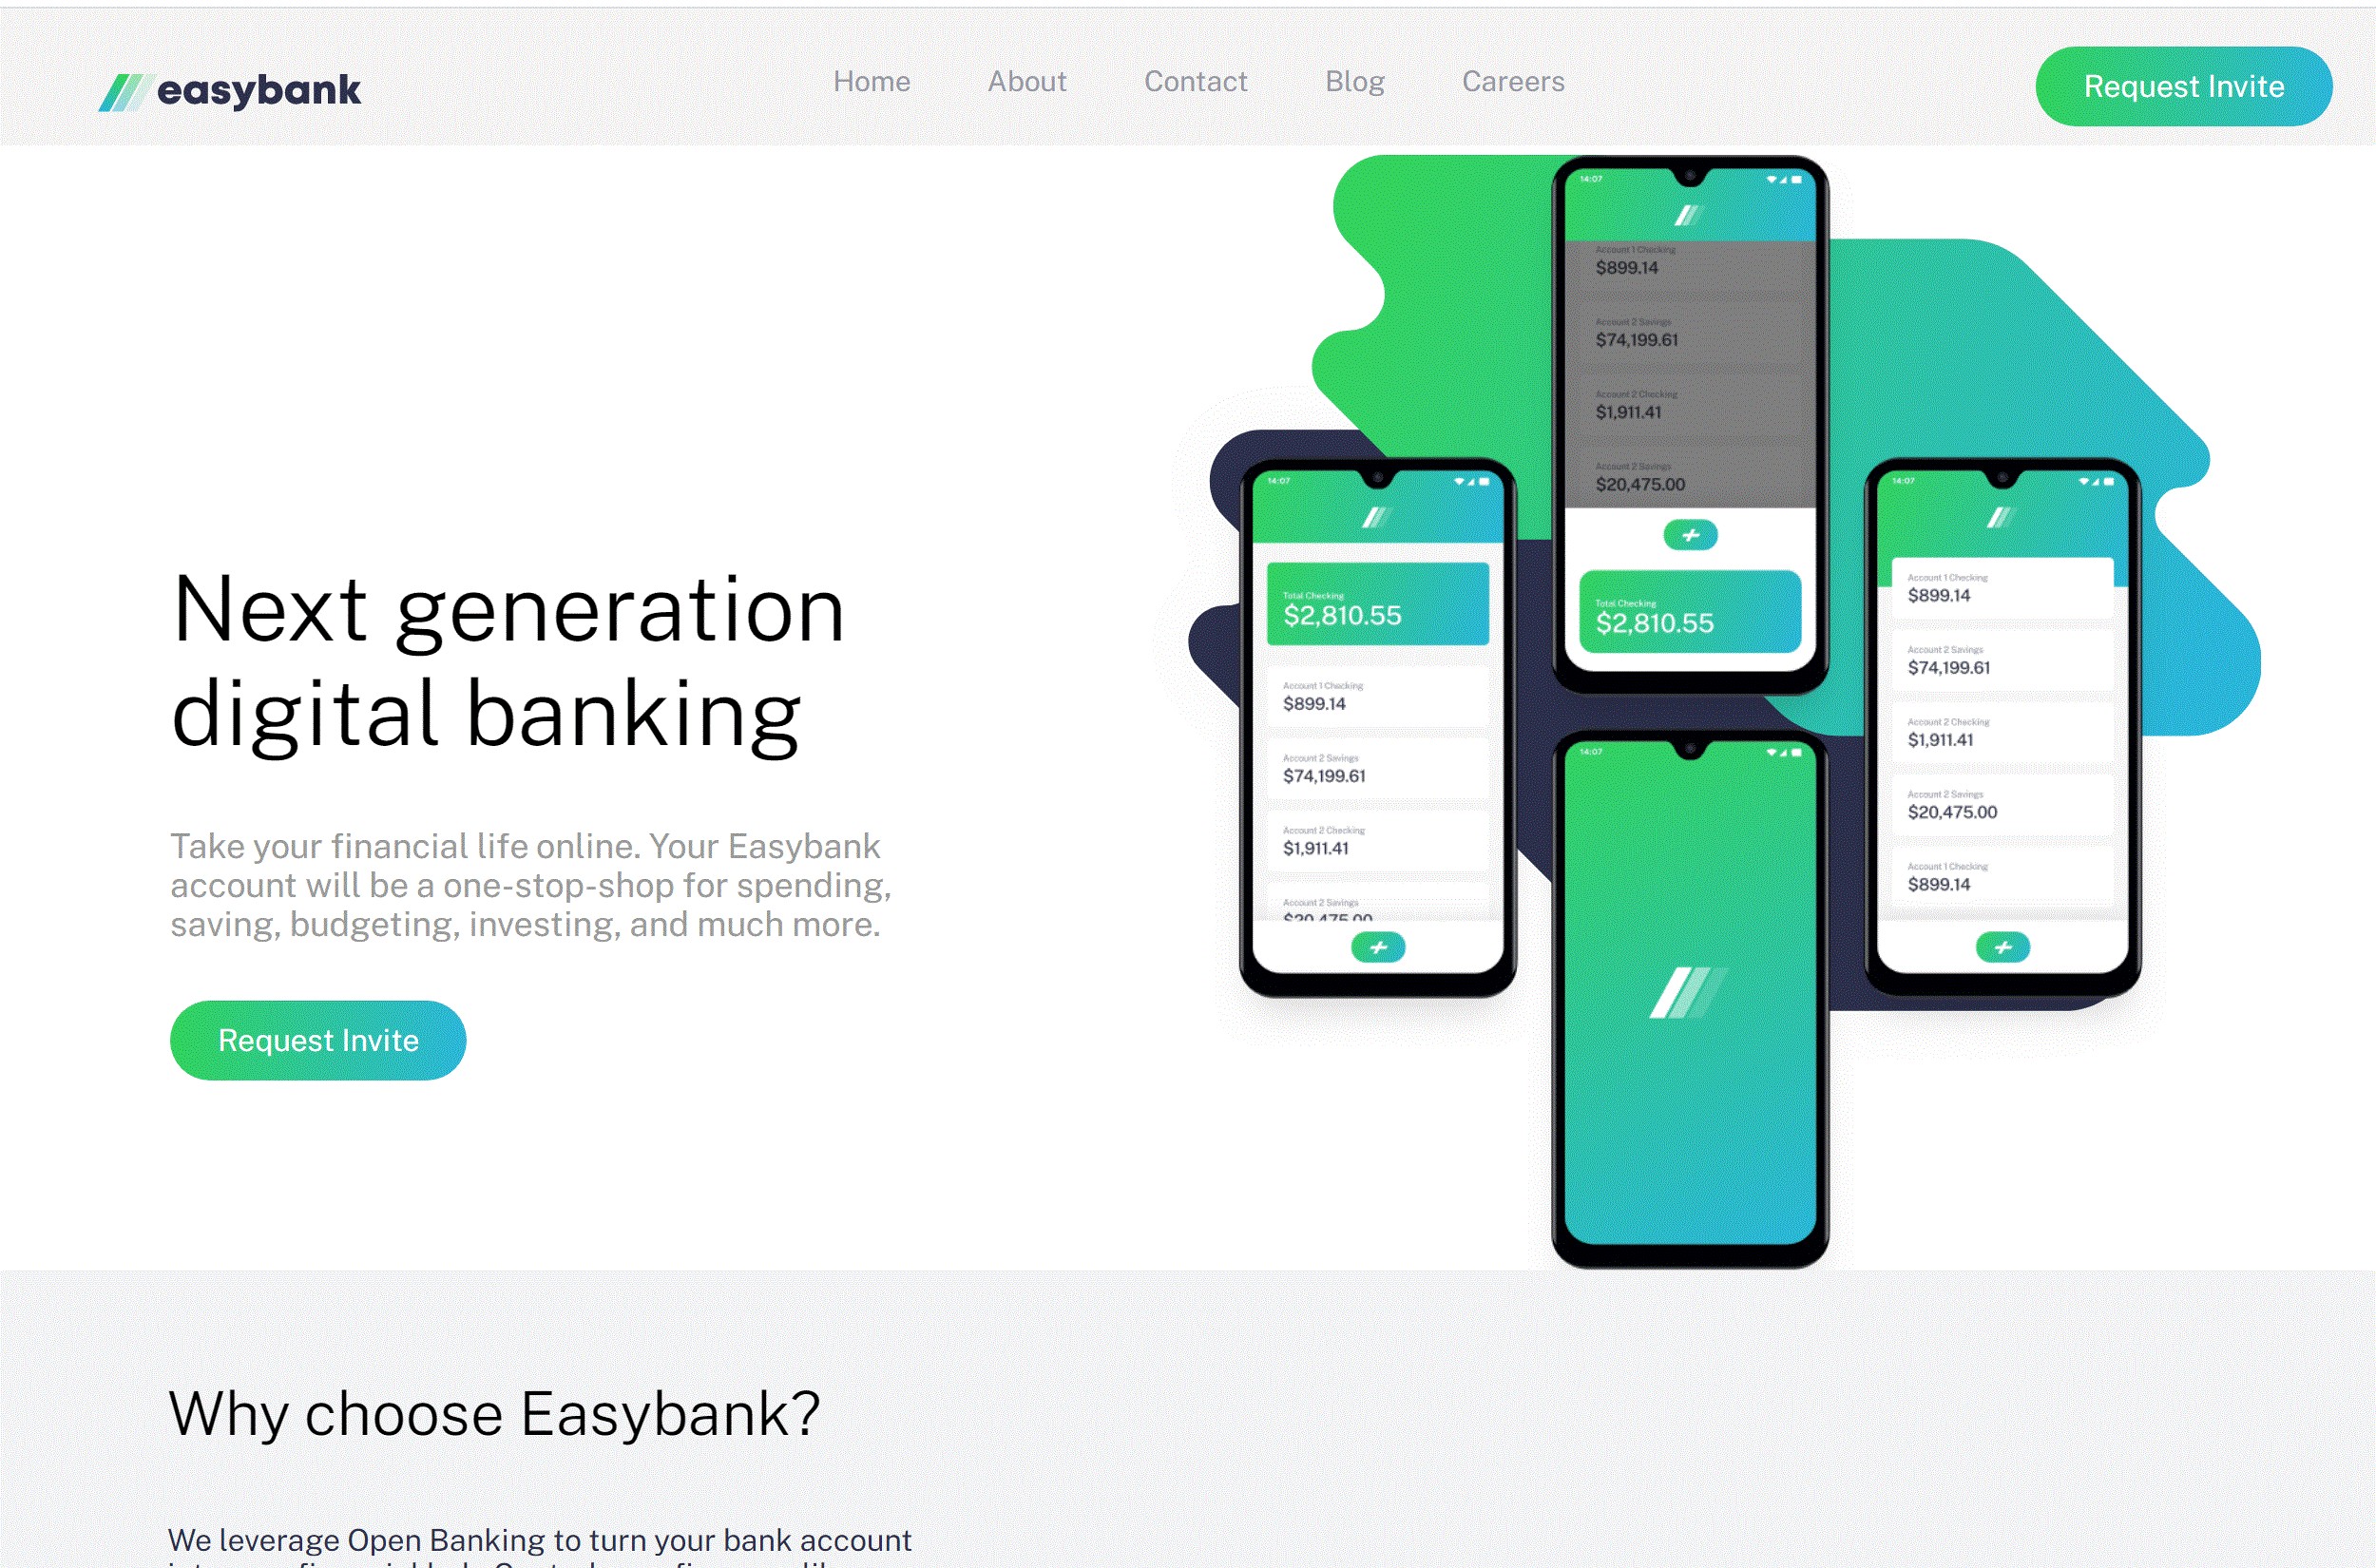 easybank
Home
About
Contact
Blog
Careers
Request Invite
Next generation
digital banking
Take your financial life online. Your Easybank
account will be a one-stop-shop for spending,
saving, budgeting, investing, and much more.
Request Invite
14:07
Account 1 Checking
$899.14
Account 2 Savings
$74,199.61
Account 2 Checking
$1,911.41
Account 2 Savings
$20,475.00
Total Checking
$2,810.55
14:07
Total Checking
$2,810.55
Account 1 Checking
$899.14
Account 2 Savings
$74,199.61
Account 2 Checking
$1,911.41
Account 2 Savings
$20,475.00
14:07
Account 1 Checking
$899.14
Account 2 Savings
$74,199.61
Account 2 Checking
$1,911.41
Account 2 Savings
$20,475.00
Account 1 Checking
$899.14
14:07
Why choose Easybank?
We leverage Open Banking to turn your bank account